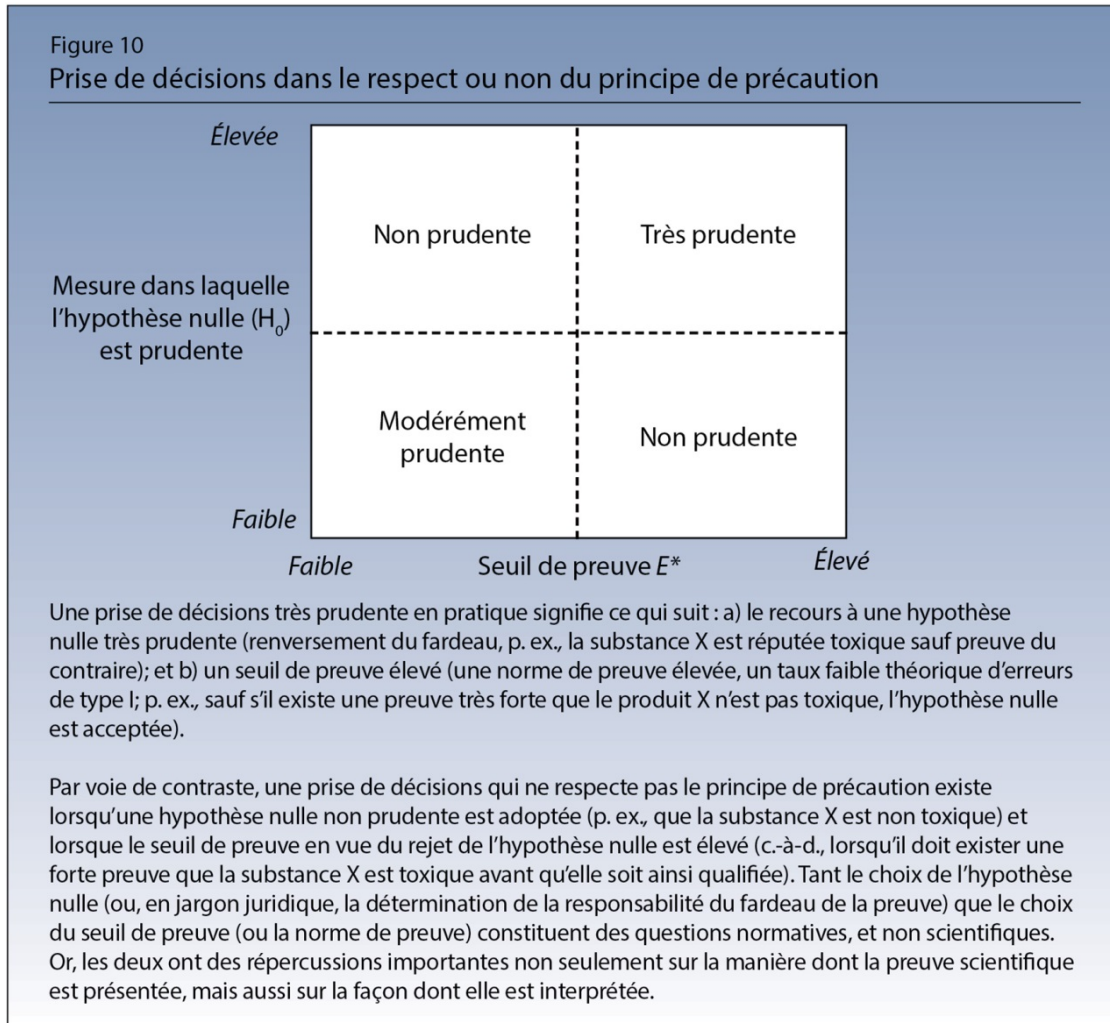 Figure 10
Prise de décisions dans le respect ou non du principe de précaution
Élevée
Non prudente
Très prudente
Mesure dans laquelle
l'hypothèse nulle (H₀)
est prudente
Modérément
prudente
Non prudente
Faible
Faible
Seuil de preuve E*
Élevé
Une prise de décisions très prudente en pratique signifie ce qui suit : a) le recours à une hypothèse
nulle très prudente (renversement du fardeau, p. ex., la substance X est réputée toxique sauf preuve du
contraire); et b) un seuil de preuve élevé (une norme de preuve élevée, un taux faible théorique d'erreurs
de type I; p. ex., sauf s'il existe une preuve très forte que le produit X n'est pas toxique, l'hypothèse nulle
est acceptée).
Par voie de contraste, une prise de décisions qui ne respecte pas le principe de précaution existe
lorsqu'une hypothèse nulle non prudente est adoptée (p. ex., que la substance X est non toxique) et
lorsque le seuil de preuve en vue du rejet de l'hypothèse nulle est élevé (c.-à-d., lorsqu'il doit exister une
forte preuve que la substance X est toxique avant qu'elle soit ainsi qualifiée). Tant le choix de l'hypothèse
nulle (ou, en jargon juridique, la détermination de la responsabilité du fardeau de la preuve) que le choix
du seuil de preuve (ou la norme de preuve) constituent des questions normatives, et non scientifiques.
Or, les deux ont des répercussions importantes non seulement sur la manière dont la preuve scientifique
est présentée, mais aussi sur la façon dont elle est interprétée.